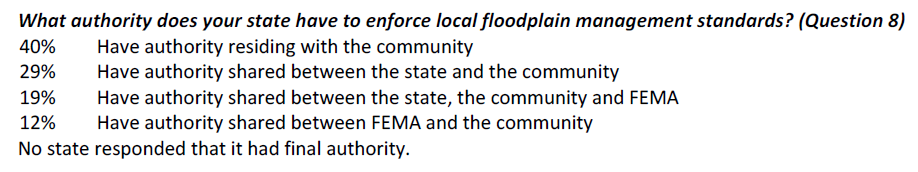 What authority does your state have to enforce local floodplain management standards? (Question 8)
40% Have authority residing with the community
29% Have authority shared between the state and the community
19% Have authority shared between the state, the community and FEMA
12% Have authority shared between FEMA and the community
No state responded that it had final authority.